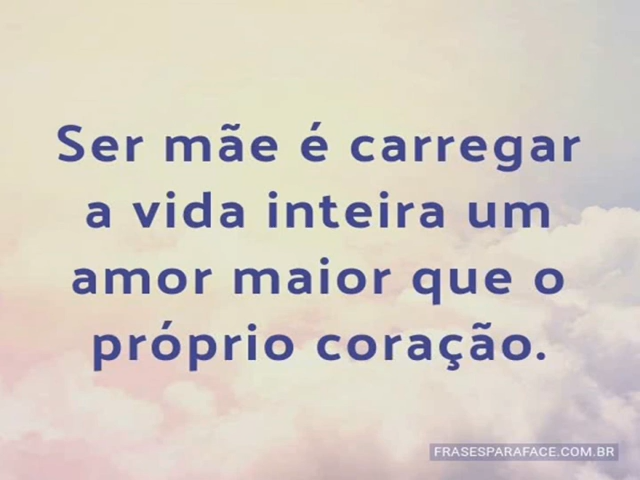 Ser mãe é carregar
a vida inteira um
amor maior que o
próprio coração.
FRASESPARAFACE.COM.BR